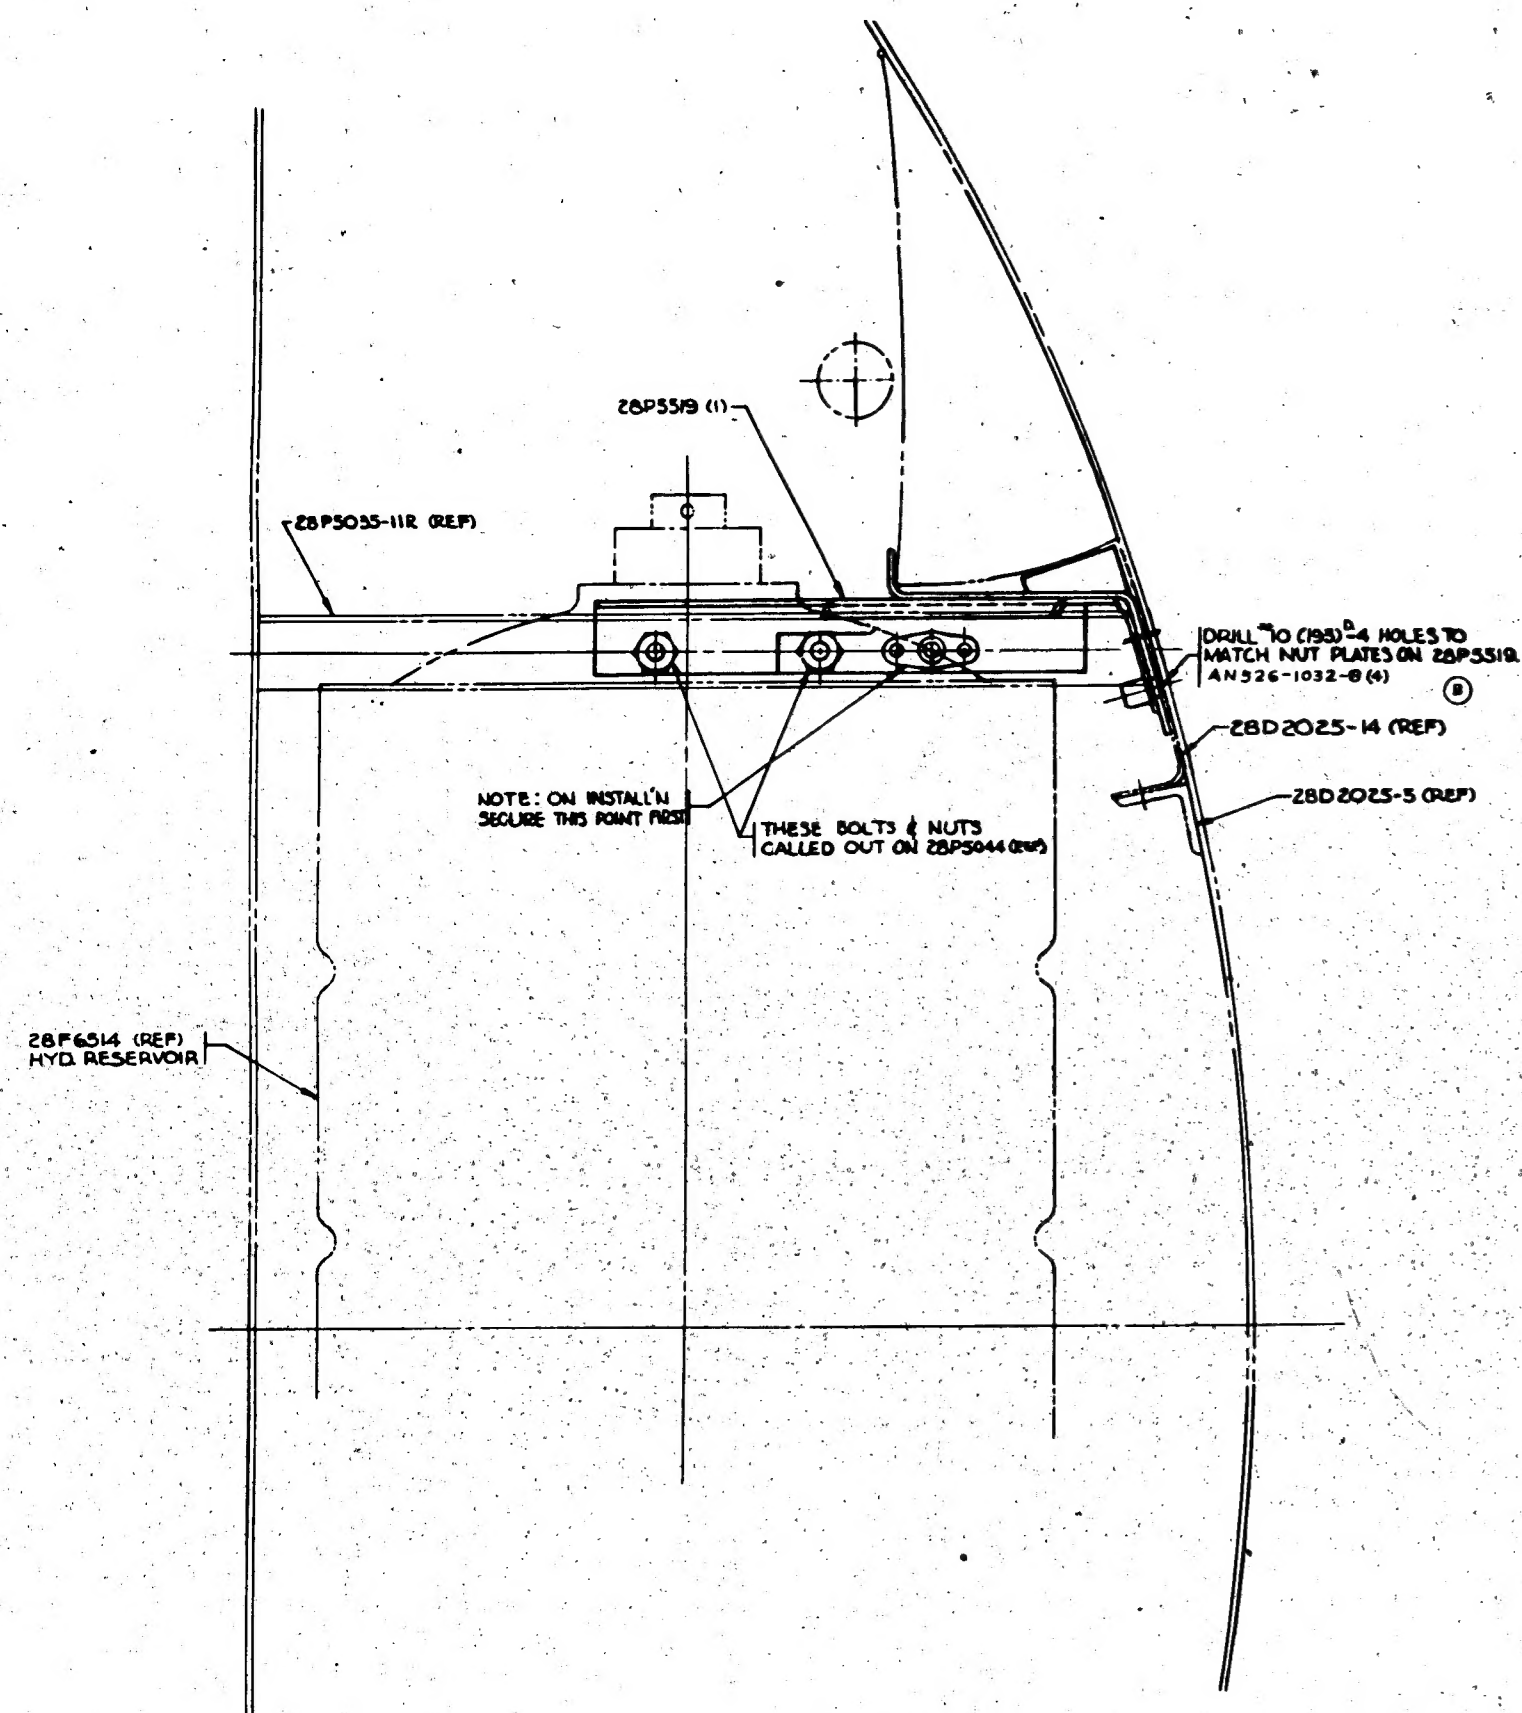 28P5519 (1)
28P5035-11R (REF)
DRILL #10 (.195)D-4 HOLES TO
MATCH NUT PLATES ON 28P5519.
AN526-1032-8 (4)
B
28D2025-14 (REF)
28D2025-5 (REF)
NOTE: ON INSTALL'N
SECURE THIS POINT FIRST
THESE BOLTS & NUTS
CALLED OUT ON 28P5044 (REF)
28F6514 (REF)
HYD. RESERVOIR